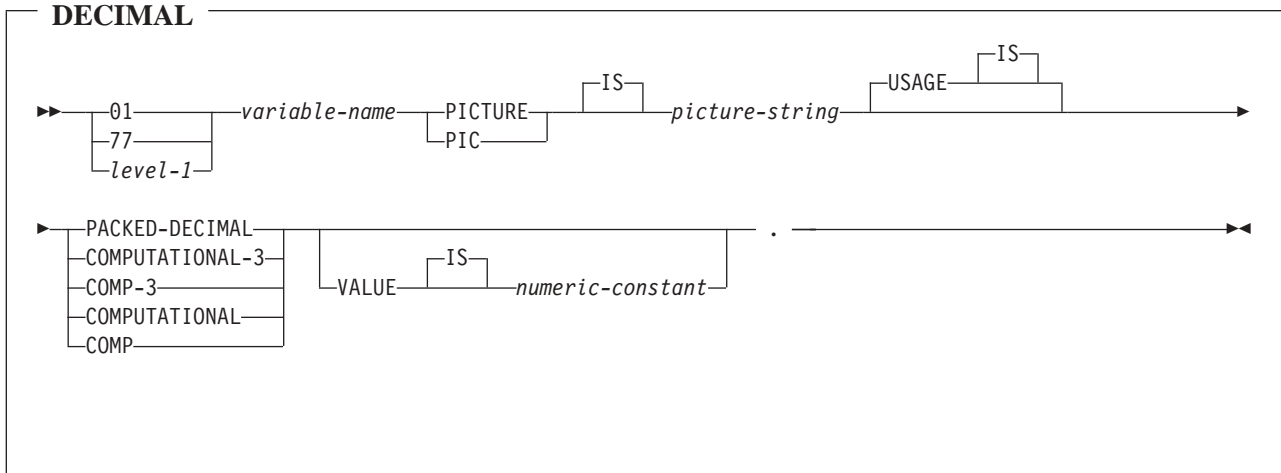 DECIMAL
IS IS
01 variable-name PICTURE picture-string USAGE
77 PIC
level-1
PACKED-DECIMAL .
COMPUTATIONAL-3 IS
COMP-3 VALUE numeric-constant
COMPUTATIONAL
COMP